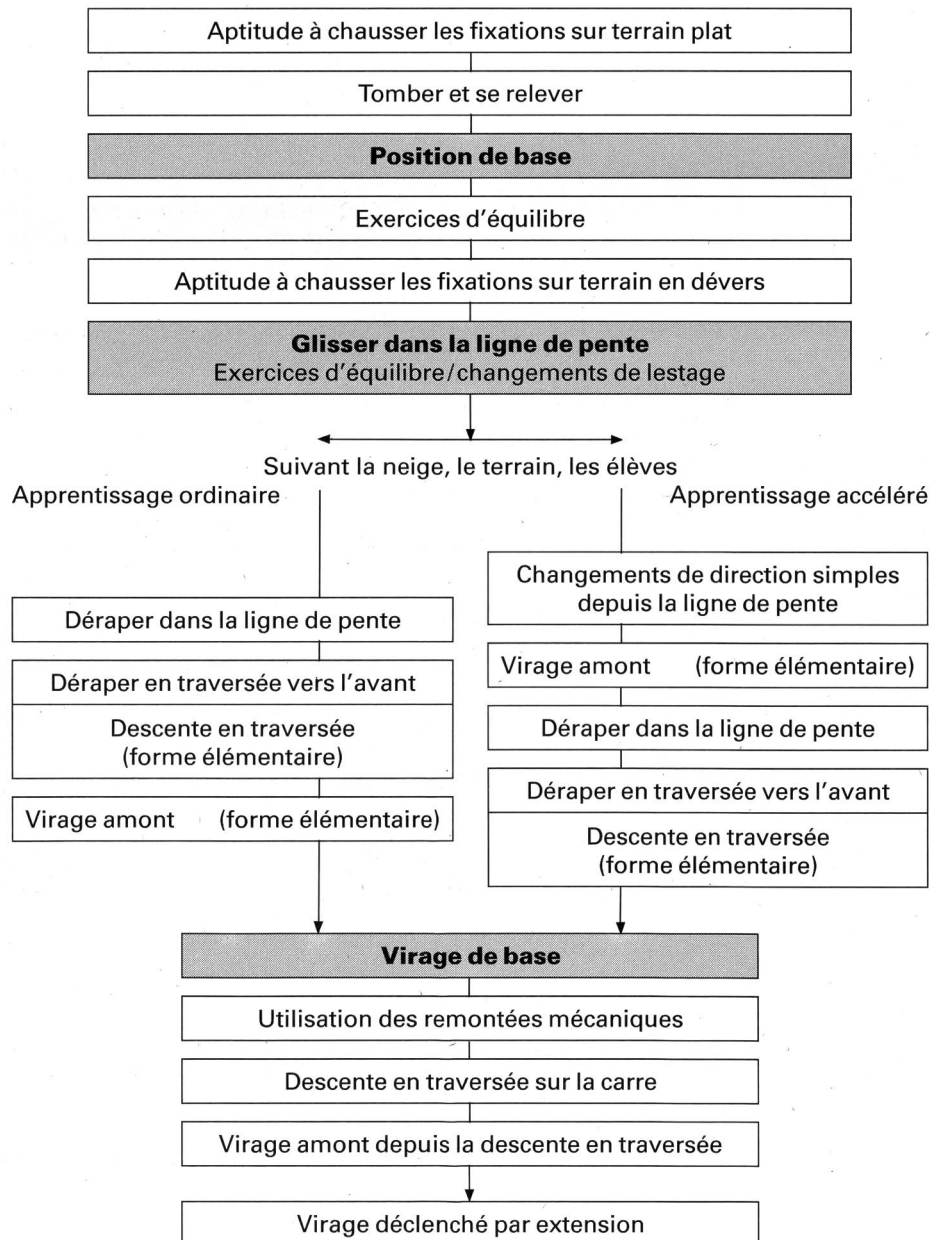 Aptitude à chausser les fixations sur terrain plat
Tomber et se relever
Position de base
Exercices d'équilibre
Aptitude à chausser les fixations sur terrain en dévers
Glisser dans la ligne de pente
Exercices d'équilibre/changements de lestage
Suivant la neige, le terrain, les élèves
Apprentissage ordinaire
Déraper dans la ligne de pente
Déraper en traversée vers l'avant
Descente en traversée
(forme élémentaire)
Virage amont (forme élémentaire)
Apprentissage accéléré
Changements de direction simples
depuis la ligne de pente
Virage amont (forme élémentaire)
Déraper dans la ligne de pente
Déraper en traversée vers l'avant
Descente en traversée
(forme élémentaire)
Virage de base
Utilisation des remontées mécaniques
Descente en traversée sur la carre
Virage amont depuis la descente en traversée
Virage déclenché par extension